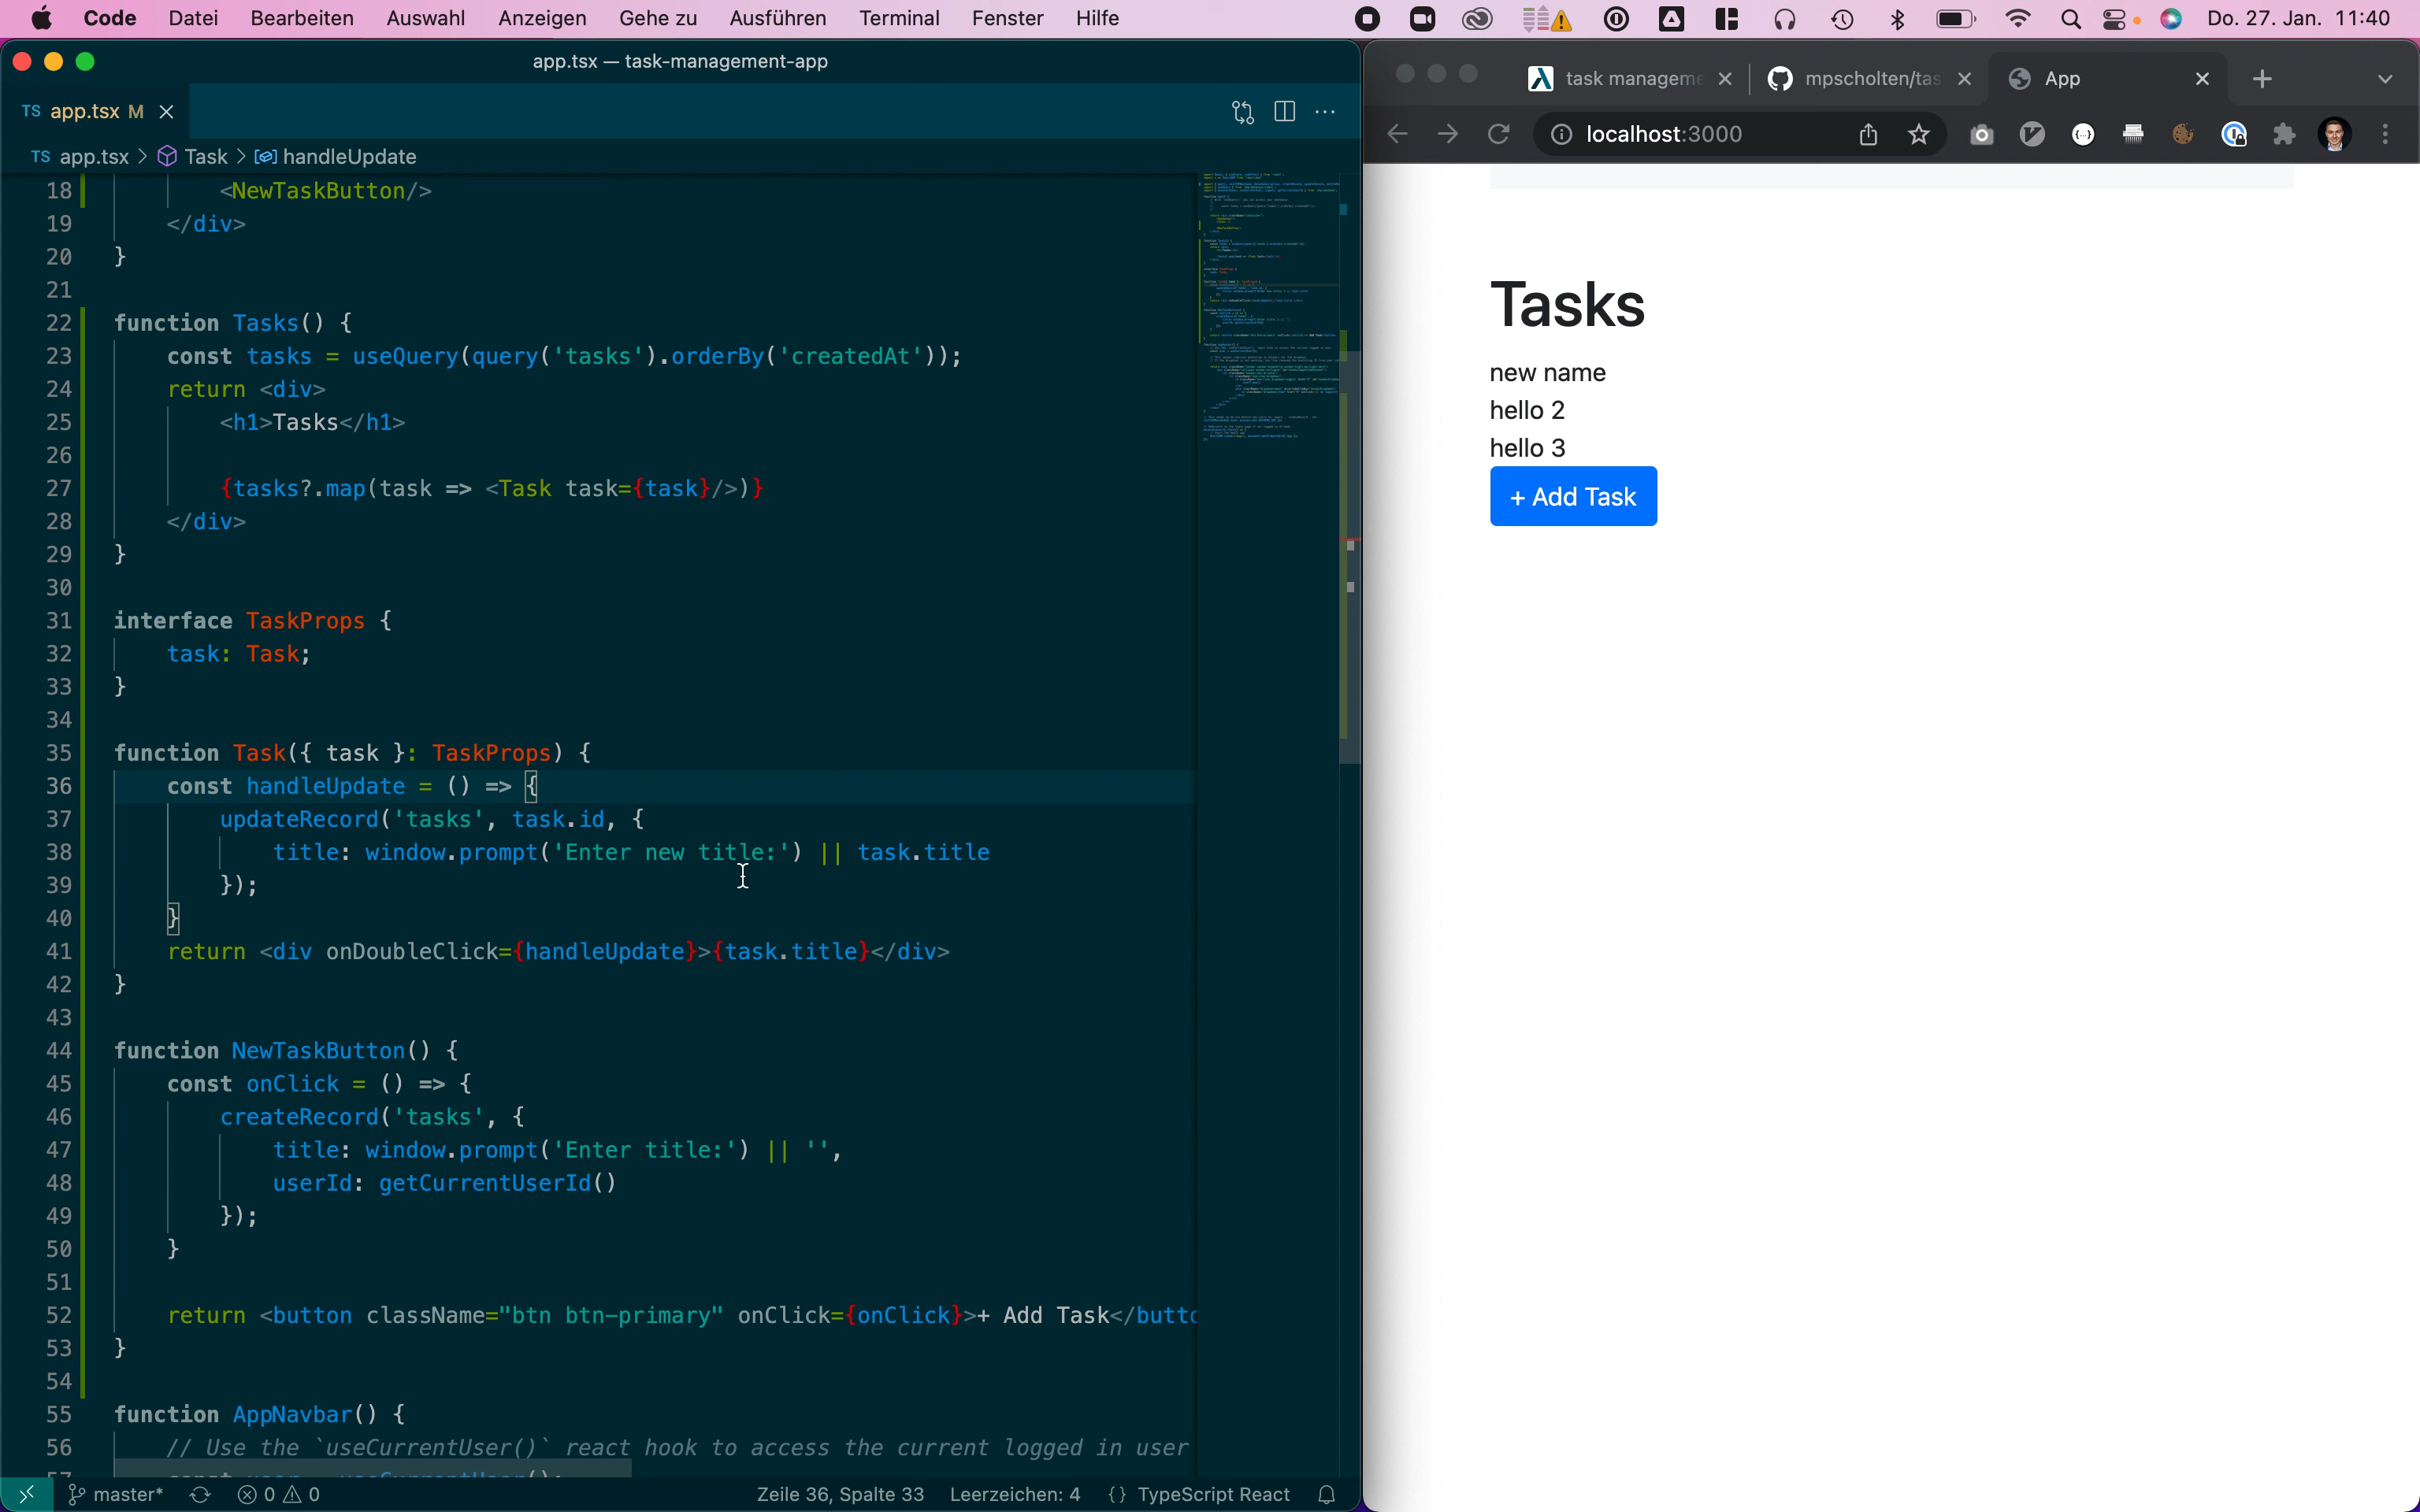 Code Datei Bearbeiten Auswahl Anzeigen Gehe zu Ausführen Terminal Fenster Hilfe Do. 27. Jan. 11:40
app.tsx — task-management-app
TS app.tsx M
TS app.tsx > Task > handleUpdate
18 <NewTaskButton/>
19 </div>
20 }
21
22 function Tasks() {
23 const tasks = useQuery(query('tasks').orderBy('createdAt'));
24 return <div>
25 <h1>Tasks</h1>
26
27 {tasks?.map(task => <Task task={task}/>)}
28 </div>
29 }
30
31 interface TaskProps {
32 task: Task;
33 }
34
35 function Task({ task }: TaskProps) {
36 const handleUpdate = () => {
37 updateRecord('tasks', task.id, {
38 title: window.prompt('Enter new title:') || task.title
39 });
40 }
41 return <div onDoubleClick={handleUpdate}>{task.title}</div>
42 }
43
44 function NewTaskButton() {
45 const onClick = () => {
46 createRecord('tasks', {
47 title: window.prompt('Enter title:') || '',
48 userId: getCurrentUserId()
49 });
50 }
51
52 return <button className="btn btn-primary" onClick={onClick}>+ Add Task</butto
53 }
54
55 function AppNavbar() {
56 // Use the `useCurrentUser()` react hook to access the current logged in user
master* 0 0 Zeile 36, Spalte 33 Leerzeichen: 4 {} TypeScript React
task manageme mpscholten/tas App
localhost:3000
Tasks
new name
hello 2
hello 3
+ Add Task